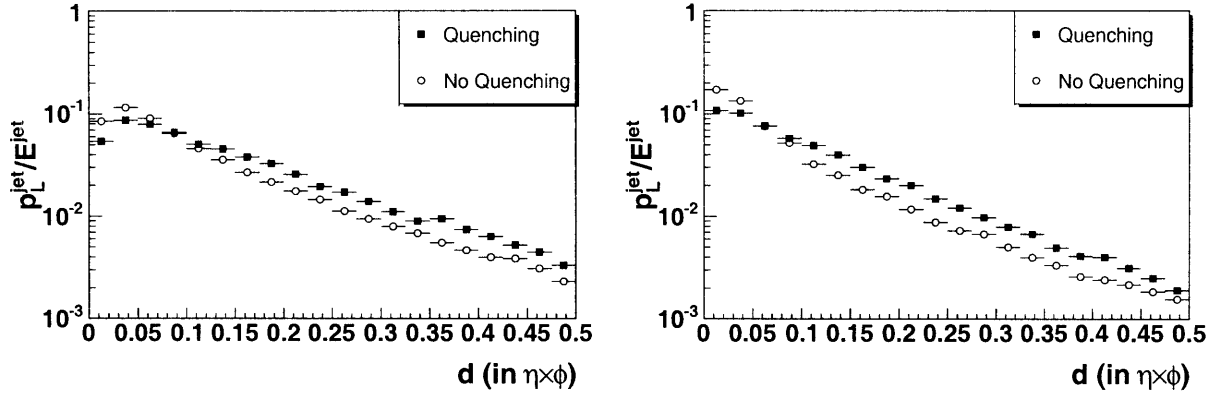 1
10⁻¹
10⁻²
10⁻³
p_L^jet/E^jet
Quenching
No Quenching
0 0.05 0.1 0.15 0.2 0.25 0.3 0.35 0.4 0.45 0.5
d (in η×ϕ)
1
10⁻¹
10⁻²
10⁻³
p_L^jet/E^jet
Quenching
No Quenching
0 0.05 0.1 0.15 0.2 0.25 0.3 0.35 0.4 0.45 0.5
d (in η×ϕ)